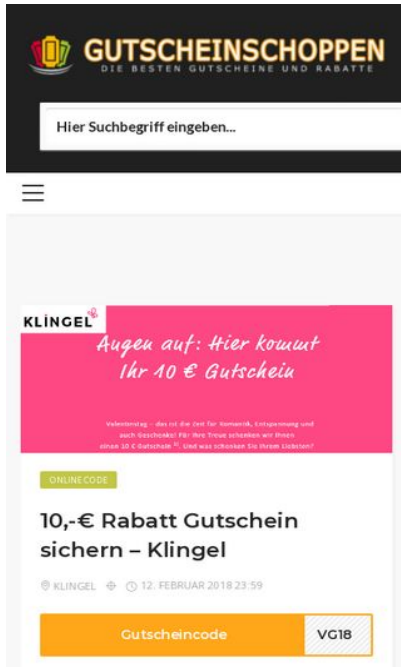 GUTSCHEINSCHOPPEN
DIE BESTEN GUTSCHEINE UND RABATTE
Hier Suchbegriff eingeben...
KLiNGEL
Augen auf: Hier kommt
Ihr 10 € Gutschein
Valentinstag – das ist die Zeit für Romantik, Entspannung und
auch Geschenke! Für Ihre Treue schenken wir Ihnen
einen 10 € Gutschein. Und was schenken Sie Ihrem Liebsten?
ONLINECODE
10,-€ Rabatt Gutschein
sichern – Klingel
KLINGEL 12. FEBRUAR 2018 23:59
Gutscheincode VG18